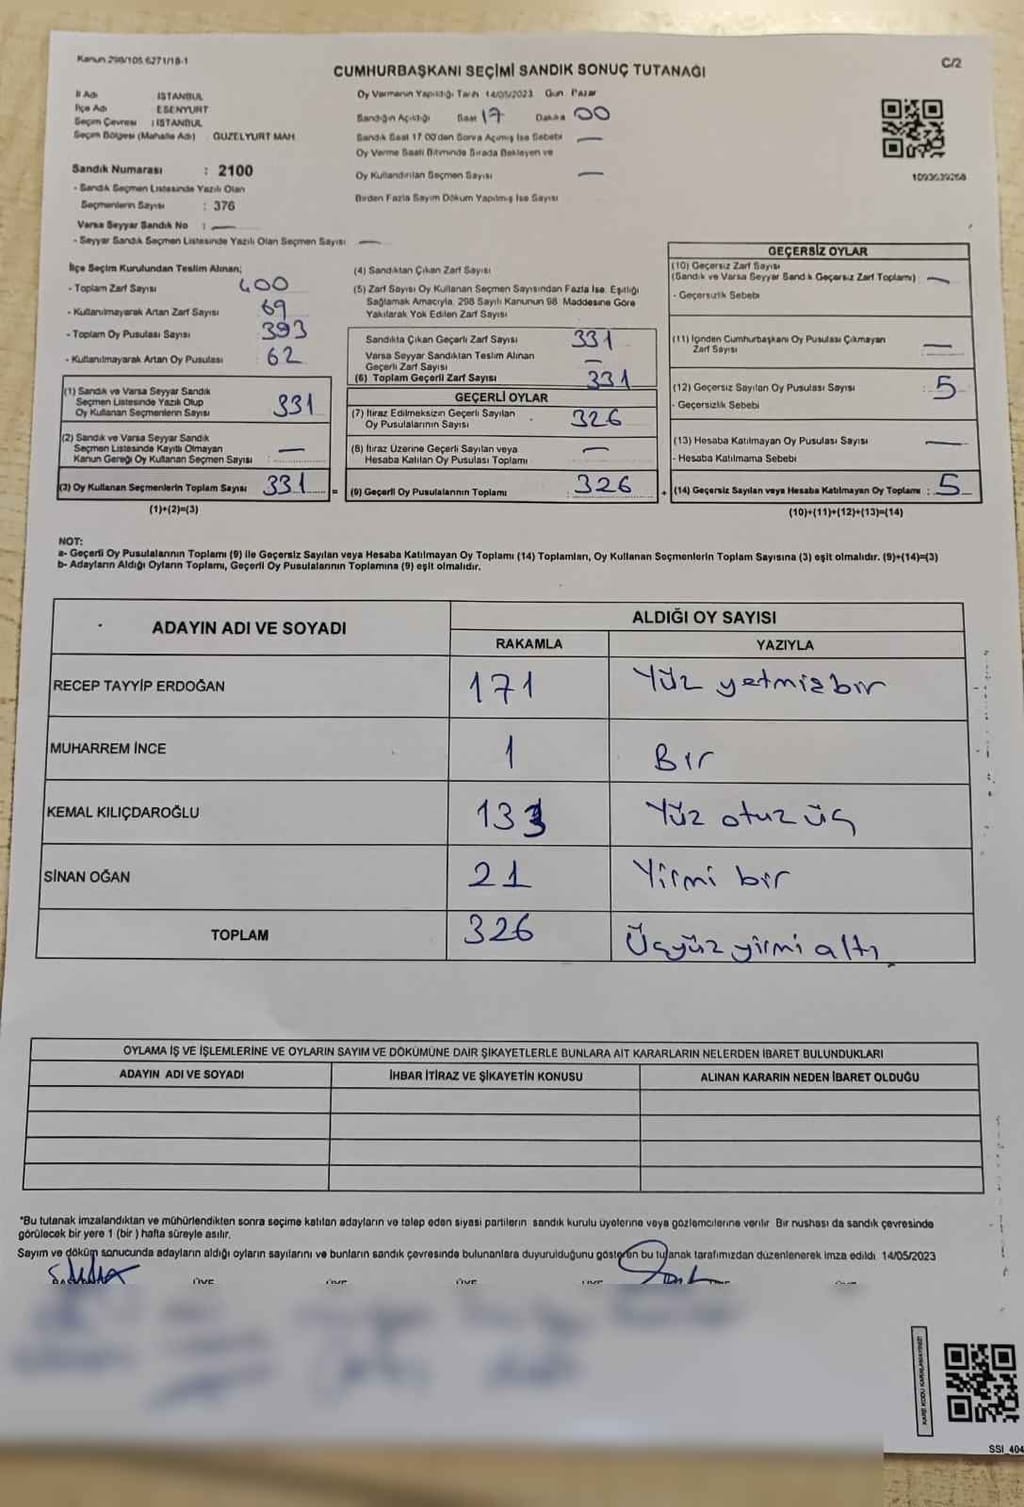 Kanun 298/105.6271/18-1
C/2
CUMHURBAŞKANI SEÇİMİ SANDIK SONUÇ TUTANAĞI
İl Adı : İSTANBUL
İlçe Adı : ESENYURT
Seçim Çevresi : İSTANBUL
Seçim Bölgesi (Mahalle Adı) GÜZELYURT MAH.
Sandık Numarası : 2100
- Sandık Seçmen Listesinde Yazılı Olan
Seçmenlerin Sayısı : 376
Varsa Seyyar Sandık No : —
- Seyyar Sandık Seçmen Listesinde Yazılı Olan Seçmen Sayısı —
Oy Vermenin Yapıldığı Tarih 14/05/2023 Gün Pazar
Sandığın Açıldığı Saat 17 Dakika 00
Sandık Saat 17 00'den Sonra Açılmış İse Sebebi —
Oy Verme Saati Bitiminde Sırada Bekleyen ve
Oy Kullandırılan Seçmen Sayısı —
Birden Fazla Sayım Döküm Yapılmış İse Sayısı
1093639268
İlçe Seçim Kurulundan Teslim Alınan;
- Toplam Zarf Sayısı 400
- Kullanılmayarak Artan Zarf Sayısı 69
- Toplam Oy Pusulası Sayısı 393
- Kullanılmayarak Artan Oy Pusulası 62
(1) Sandık ve Varsa Seyyar Sandık
Seçmen Listesinde Yazılı Olup
Oy Kullanan Seçmenlerin Sayısı 331
(2) Sandık ve Varsa Seyyar Sandık
Seçmen Listesinde Kayıtlı Olmayan
Kanun Gereği Oy Kullanan Seçmen Sayısı : —
(3) Oy Kullanan Seçmenlerin Toplam Sayısı 331
(1)+(2)=(3)
(4) Sandıktan Çıkan Zarf Sayısı
(5) Zarf Sayısı Oy Kullanan Seçmen Sayısından Fazla İse, Eşitliği
Sağlamak Amacıyla, 298 Sayılı Kanunun 98. Maddesine Göre
Yakılarak Yok Edilen Zarf Sayısı
Sandıkta Çıkan Geçerli Zarf Sayısı 331
Varsa Seyyar Sandıktan Teslim Alınan
Geçerli Zarf Sayısı —
(6) Toplam Geçerli Zarf Sayısı 331
GEÇERLİ OYLAR
(7) İtiraz Edilmeksizin Geçerli Sayılan
Oy Pusulalarının Sayısı 326
(8) İtiraz Üzerine Geçerli Sayılan veya
Hesaba Katılan Oy Pusulası Toplamı —
= (9) Geçerli Oy Pusulalarının Toplamı : 326
GEÇERSİZ OYLAR
(10) Geçersiz Zarf Sayısı
(Sandık ve Varsa Seyyar Sandık Geçersiz Zarf Toplamı) : —
- Geçersizlik Sebebi
(11) İçinden Cumhurbaşkanı Oy Pusulası Çıkmayan
Zarf Sayısı —
(12) Geçersiz Sayılan Oy Pusulası Sayısı : 5
- Geçersizlik Sebebi
(13) Hesaba Katılmayan Oy Pusulası Sayısı —
- Hesaba Katılmama Sebebi
+ (14) Geçersiz Sayılan veya Hesaba Katılmayan Oy Toplamı : 5
(10)+(11)+(12)+(13)=(14)
NOT:
a- Geçerli Oy Pusulalarının Toplamı (9) ile Geçersiz Sayılan veya Hesaba Katılmayan Oy Toplamı (14) Toplamları, Oy Kullanan Seçmenlerin Toplam Sayısına (3) eşit olmalıdır. (9)+(14)=(3)
b- Adayların Aldığı Oyların Toplamı, Geçerli Oy Pusulalarının Toplamına (9) eşit olmalıdır.
ADAYIN ADI VE SOYADI ALDIĞI OY SAYISI
RAKAMLA YAZIYLA
RECEP TAYYİP ERDOĞAN 171 Yüz yetmiş bir
MUHARREM İNCE 1 Bir
KEMAL KILIÇDAROĞLU 133 Yüz otuz üç
SİNAN OĞAN 21 Yirmi bir
TOPLAM 326 Üçyüz yirmi altı
OYLAMA İŞ VE İŞLEMLERİNE VE OYLARIN SAYIM VE DÖKÜMÜNE DAİR ŞİKAYETLERLE BUNLARA AİT KARARLARIN NELERDEN İBARET BULUNDUKLARI
ADAYIN ADI VE SOYADI İHBAR İTİRAZ VE ŞİKAYETİN KONUSU ALINAN KARARIN NEDEN İBARET OLDUĞU
*Bu tutanak imzalandıktan ve mühürlendikten sonra seçime katılan adayların ve talep eden siyasi partilerin sandık kurulu üyelerine veya gözlemcilerine verilir. Bir nushası da sandık çevresinde
görülecek bir yere 1 (bir) hafta süreyle asılır.
Sayım ve döküm sonucunda adayların aldığı oyların sayılarını ve bunların sandık çevresinde bulunanlara duyurulduğunu gösteren bu tutanak tarafımızdan düzenlenerek imza edildi. 14/05/2023
ÜYE ÜYE ÜYE ÜYE
SSI_404